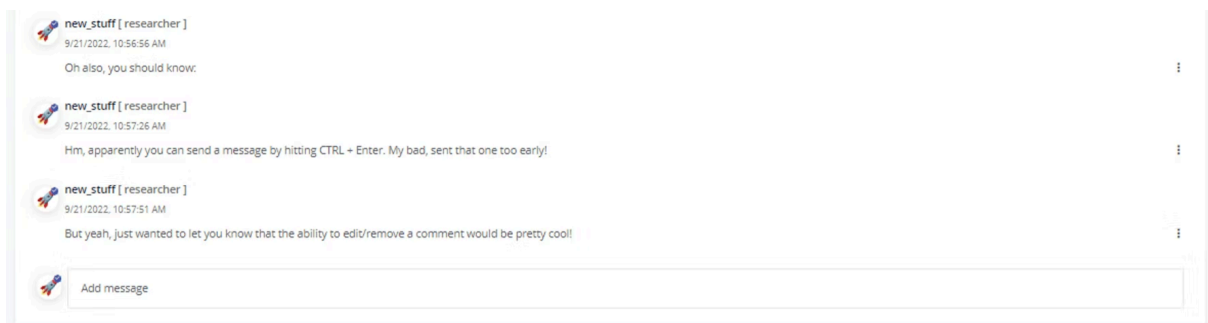 new_stuff [ researcher ]
9/21/2022, 10:56:56 AM
Oh also, you should know:
new_stuff [ researcher ]
9/21/2022, 10:57:26 AM
Hm, apparently you can send a message by hitting CTRL + Enter. My bad, sent that one too early!
new_stuff [ researcher ]
9/21/2022, 10:57:51 AM
But yeah, just wanted to let you know that the ability to edit/remove a comment would be pretty cool!
Add message